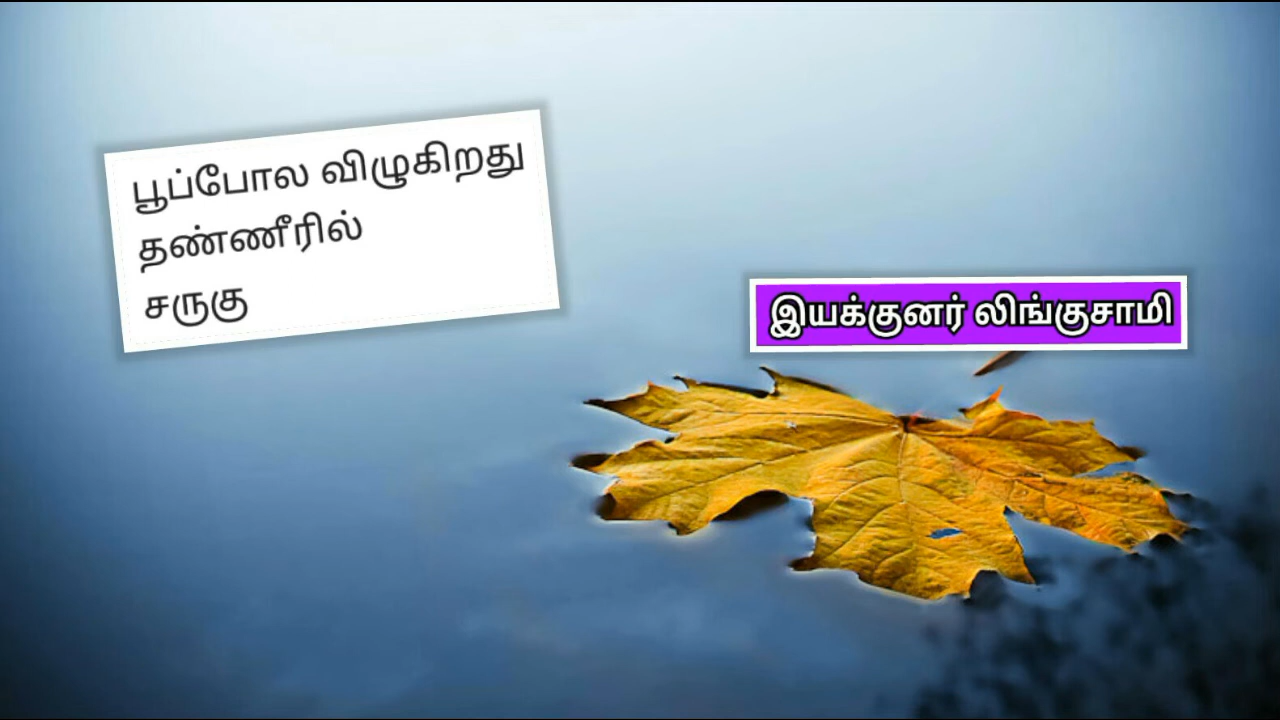 பூப்போல விழுகிறது
தண்ணீரில்
சருகு
இயக்குனர் லிங்குசாமி